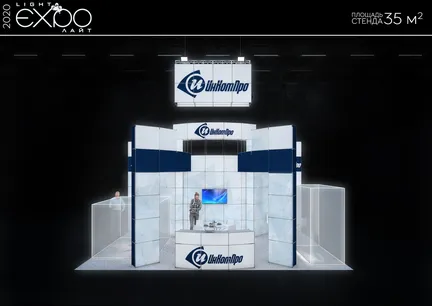 2020
LIGHT
EXPO
ЛАЙТ
ПЛОЩАДЬ
СТЕНДА 35 м²
ИнКомПро
ИнКомПро
ИнКомПро